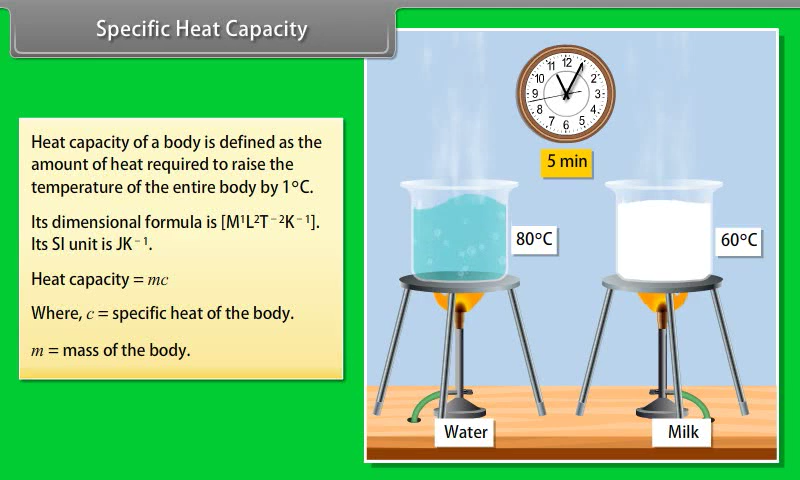 Specific Heat Capacity
Heat capacity of a body is defined as the
amount of heat required to raise the
temperature of the entire body by 1°C.
Its dimensional formula is [M¹L²T⁻²K⁻¹].
Its SI unit is JK⁻¹.
Heat capacity = mc
Where, c = specific heat of the body.
m = mass of the body.
12
11
10
9
8
7
6
5
4
3
2
5 min
80°C
60°C
Water
Milk